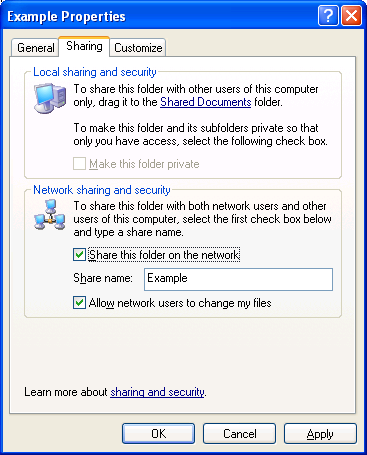 Example Properties
General Sharing Customize
Local sharing and security
To share this folder with other users of this computer
only, drag it to the Shared Documents folder.
To make this folder and its subfolders private so that
only you have access, select the following check box.
Make this folder private
Network sharing and security
To share this folder with both network users and other
users of this computer, select the first check box below
and type a share name.
Share this folder on the network
Share name: Example
Allow network users to change my files
Learn more about sharing and security.
OK Cancel Apply